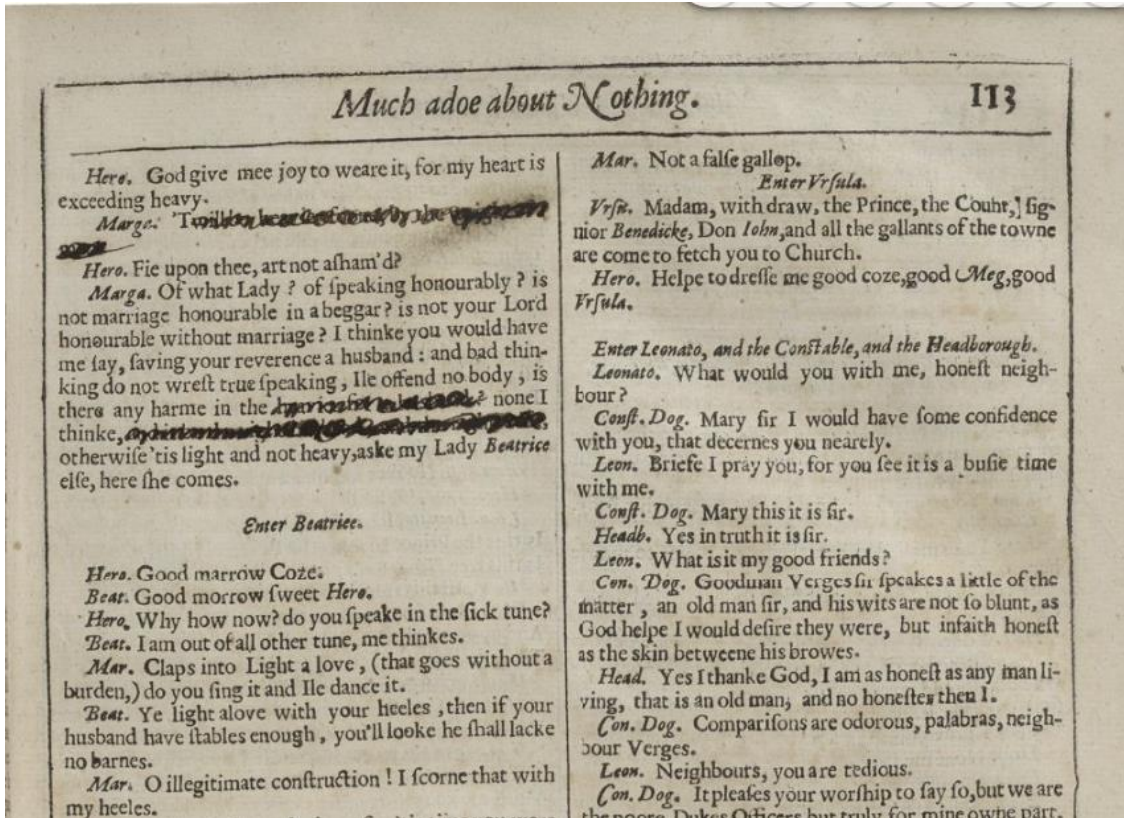 Much adoe about Nothing. 113
Hero. God give mee joy to weare it, for my heart is
exceeding heavy.
Marga.
Hero. Fie upon thee, art not aſham'd?
Marga. Of what Lady ? of ſpeaking honourably ? is
not marriage honourable in a beggar? is not your Lord
honourable without marriage ? I thinke you would have
me ſay, ſaving your reverence a husband : and bad thin-
king do not wreſt true ſpeaking , Ile offend no body , is
there any harme in the none I
thinke,
otherwiſe 'tis light and not heavy,aske my Lady Beatrice
elſe, here ſhe comes.
Enter Beatrice.
Hero. Good marrow Coze.
Beat. Good morrow ſweet Hero.
Hero. Why how now? do you ſpeake in the ſick tune?
Beat. I am out of all other tune, me thinkes.
Mar. Claps into Light a love , (that goes without a
burden,) do you ſing it and Ile dance it.
Beat. Ye light alove with your heeles ,then if your
husband have ſtables enough , you'll looke he ſhall lacke
no barnes.
Mar. O illegitimate conſtruction ! I ſcorne that with
my heeles.
Mar. Not a falſe gallop.
Enter Vrſula.
Vrſu. Madam, with draw, the Prince, the Count,] ſig-
nior Benedicke, Don Iohn,and all the gallants of the towne
are come to fetch you to Church.
Hero. Helpe to dreſſe me good coze,good Meg,good
Vrſula.
Enter Leonato, and the Conſtable, and the Headborough.
Leonato. What would you with me, honeſt neigh-
bour?
Conſt. Dog. Mary ſir I would have ſome confidence
with you, that decernes you nearely.
Leon. Briefe I pray you, for you ſee it is a buſie time
with me.
Conſt. Dog. Mary this it is ſir.
Headb. Yes in truth it is ſir.
Leon. What is it my good friends?
Con. Dog. Goodman Verges ſir ſpeakes a little of the
matter , an old man ſir, and his wits are not ſo blunt, as
God helpe I would deſire they were, but infaith honeſt
as the skin betweene his browes.
Head. Yes I thanke God, I am as honeſt as any man li-
ving, that is an old man, and no honeſter then I.
Con. Dog. Compariſons are odorous, palabras, neigh-
bour Verges.
Leon. Neighbours, you are tedious.
Con. Dog. It pleaſes your worſhip to ſay ſo,but we are
the poore Dukes Officers but truly for mine owne part,